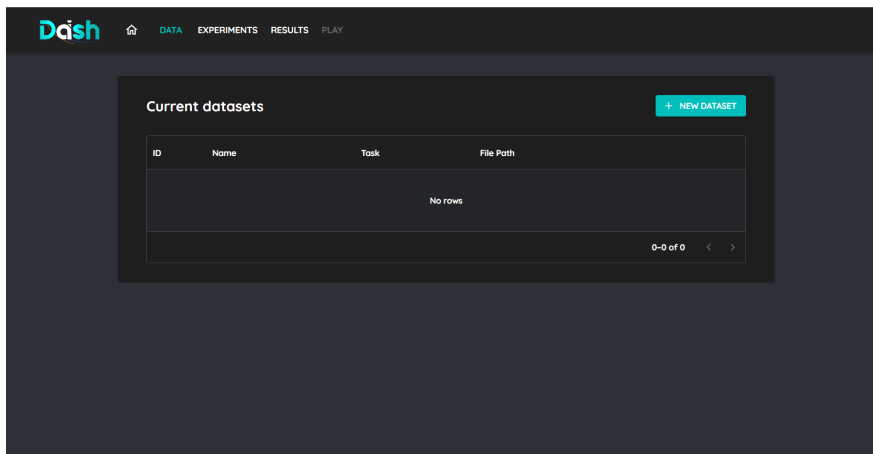 Dash DATA EXPERIMENTS RESULTS PLAY
Current datasets + NEW DATASET
ID Name Task File Path
No rows
0–0 of 0 < >